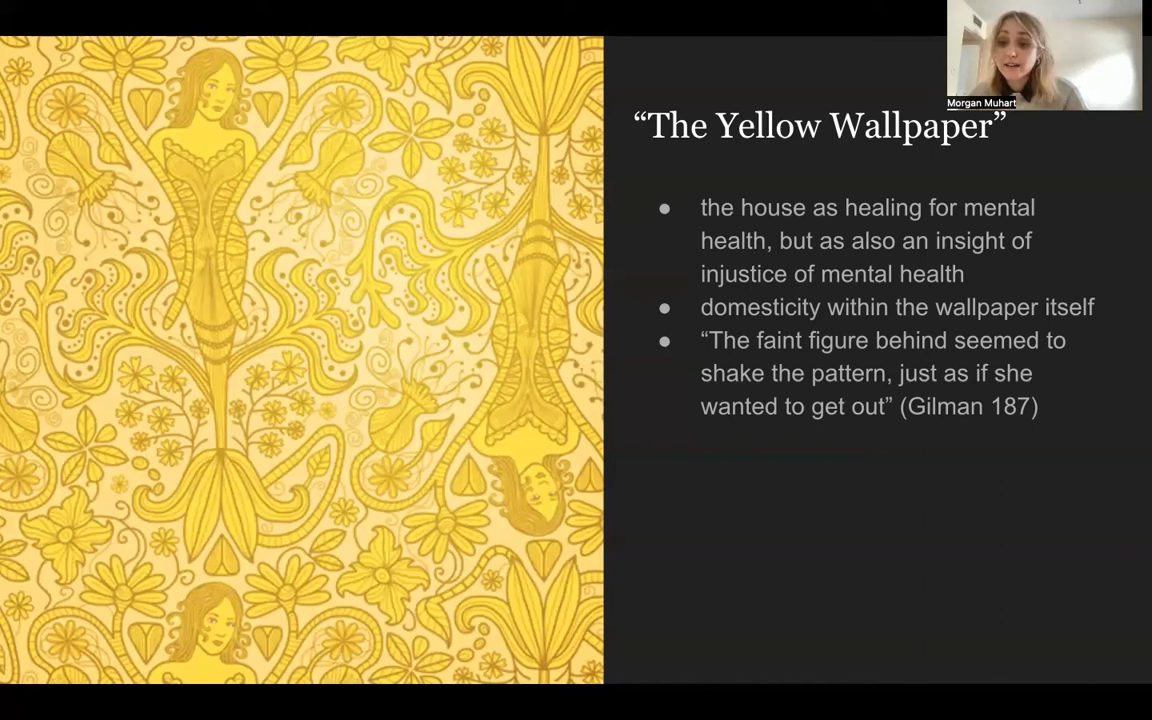 Morgan Muhart
“The Yellow Wallpaper”
● the house as healing for mental
health, but as also an insight of
injustice of mental health
● domesticity within the wallpaper itself
● “The faint figure behind seemed to
shake the pattern, just as if she
wanted to get out” (Gilman 187)